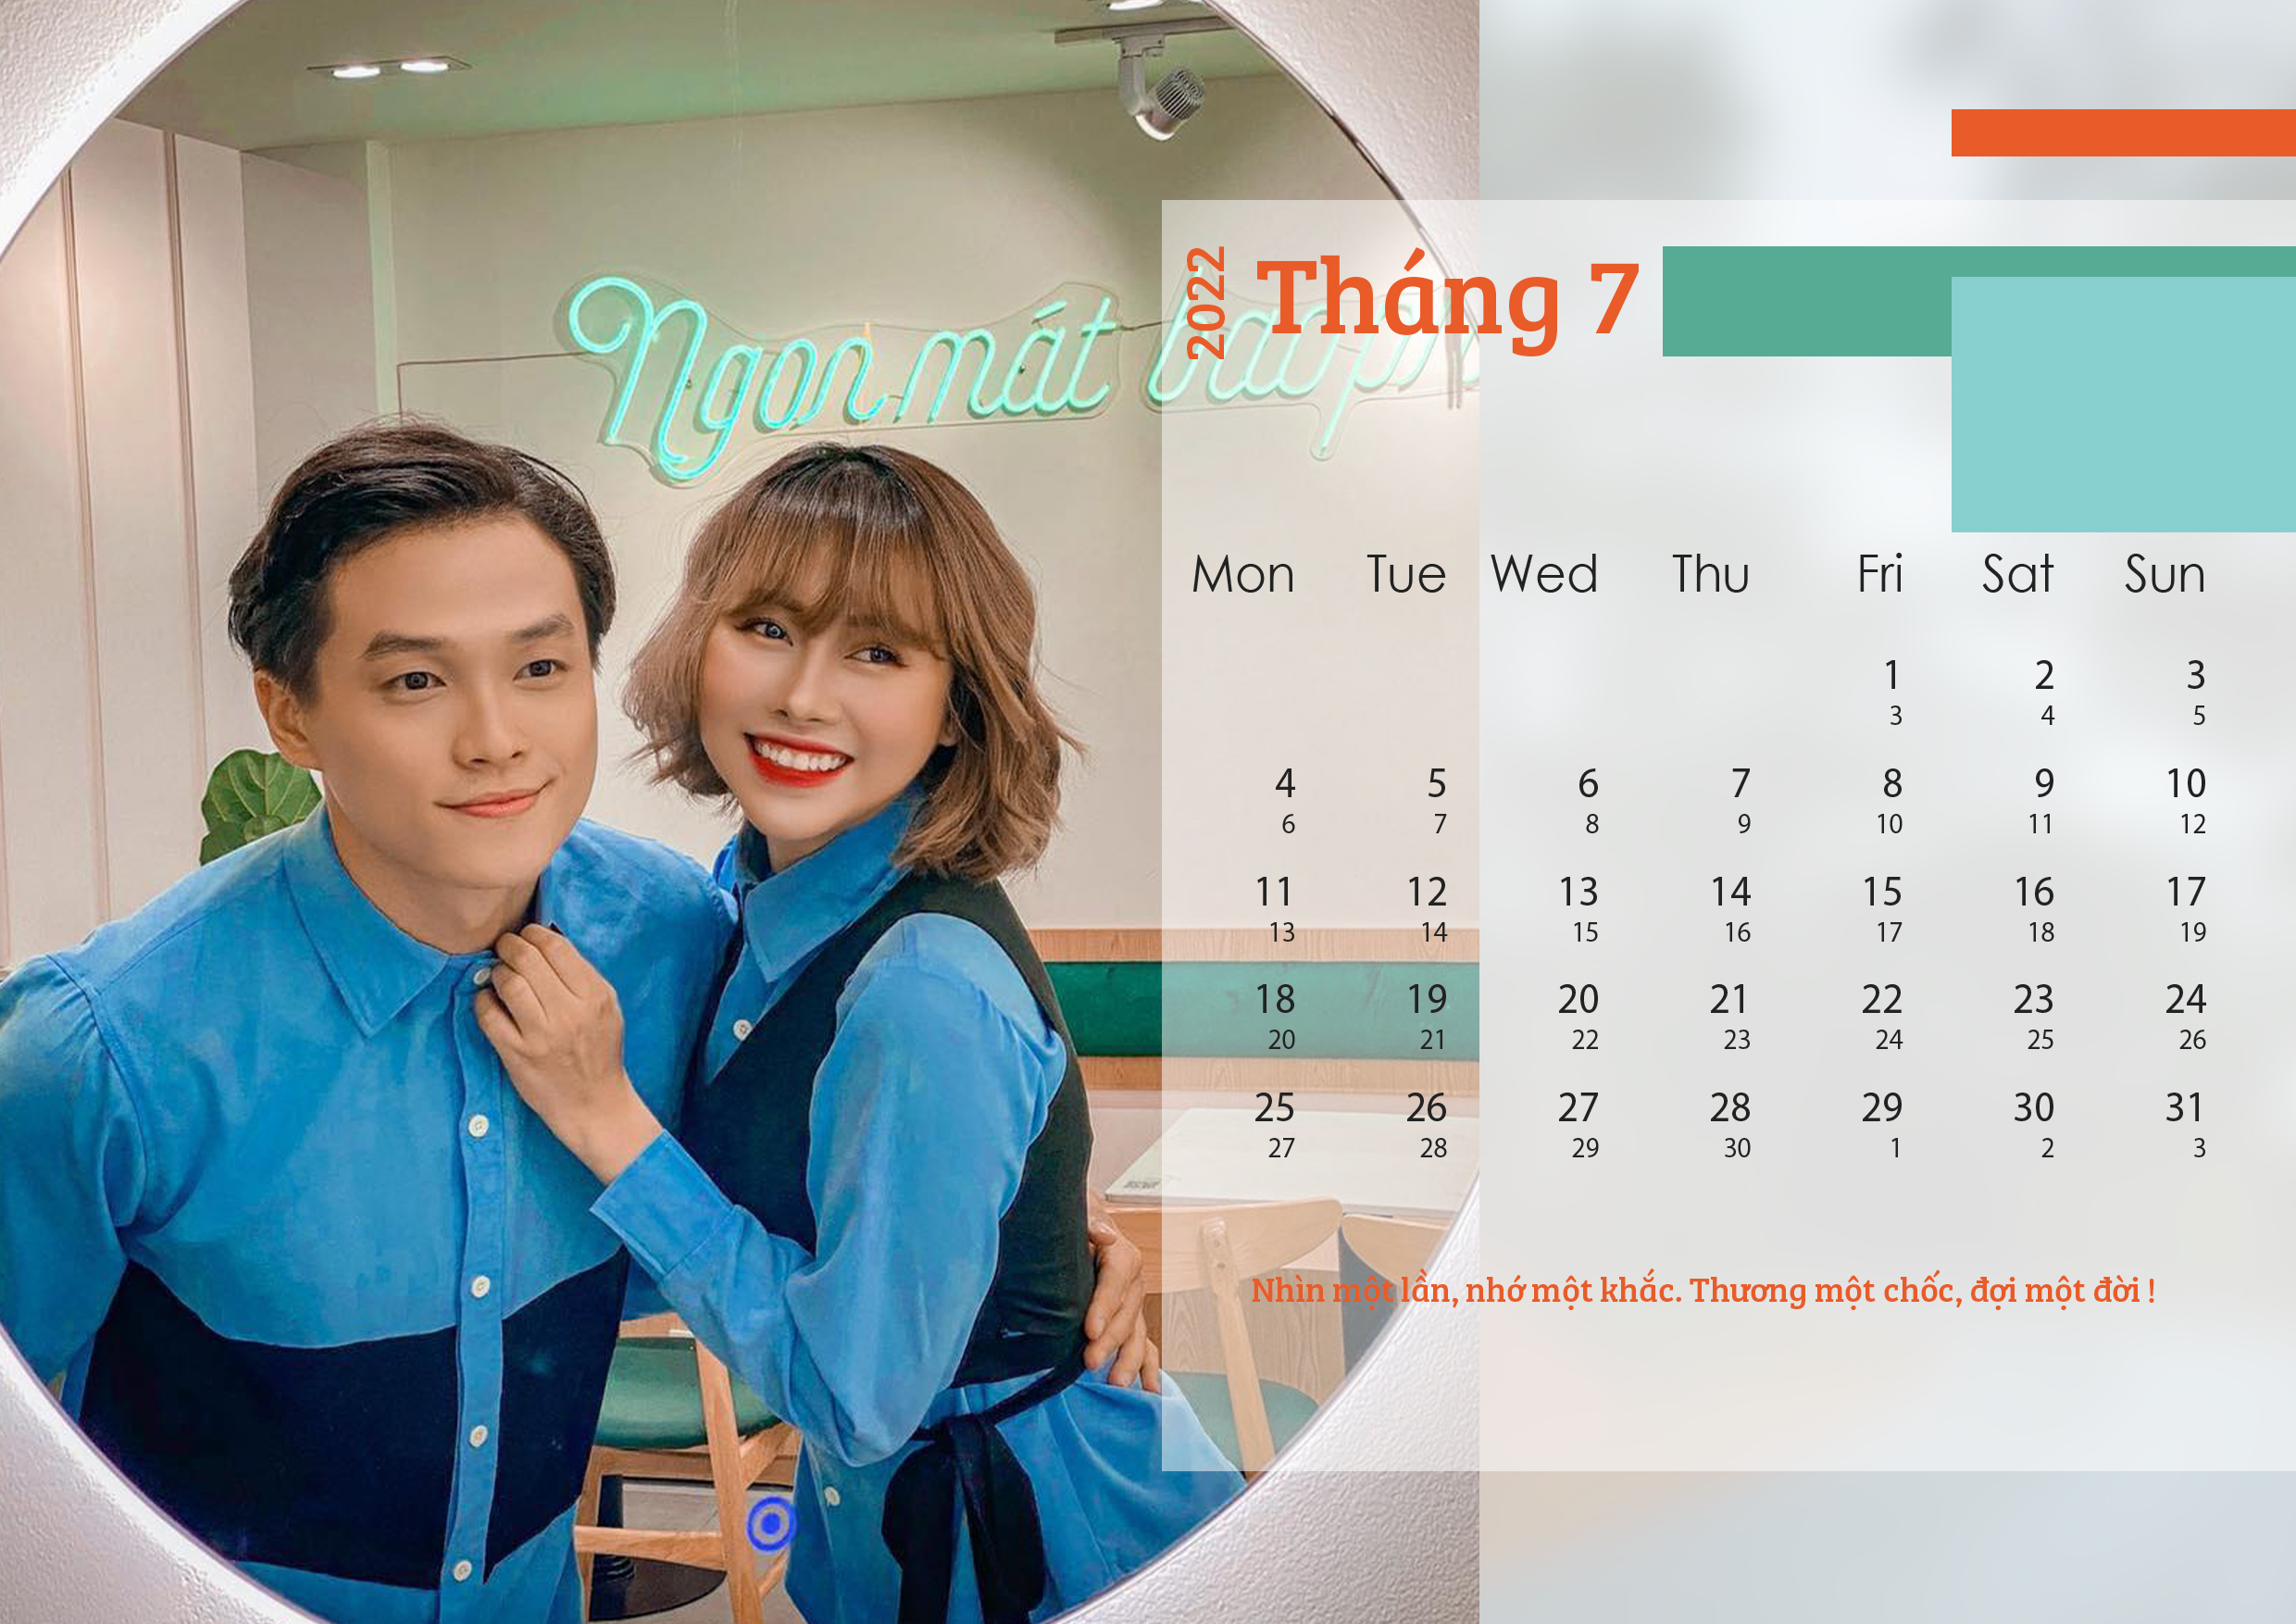 Ngon mát
2022
Tháng 7
Mon Tue Wed Thu Fri Sat Sun
1 2 3
3 4 5
4 5 6 7 8 9 10
6 7 8 9 10 11 12
11 12 13 14 15 16 17
13 14 15 16 17 18 19
18 19 20 21 22 23 24
20 21 22 23 24 25 26
25 26 27 28 29 30 31
27 28 29 30 1 2 3
Nhìn một lần, nhớ một khắc. Thương một chốc, đợi một đời !